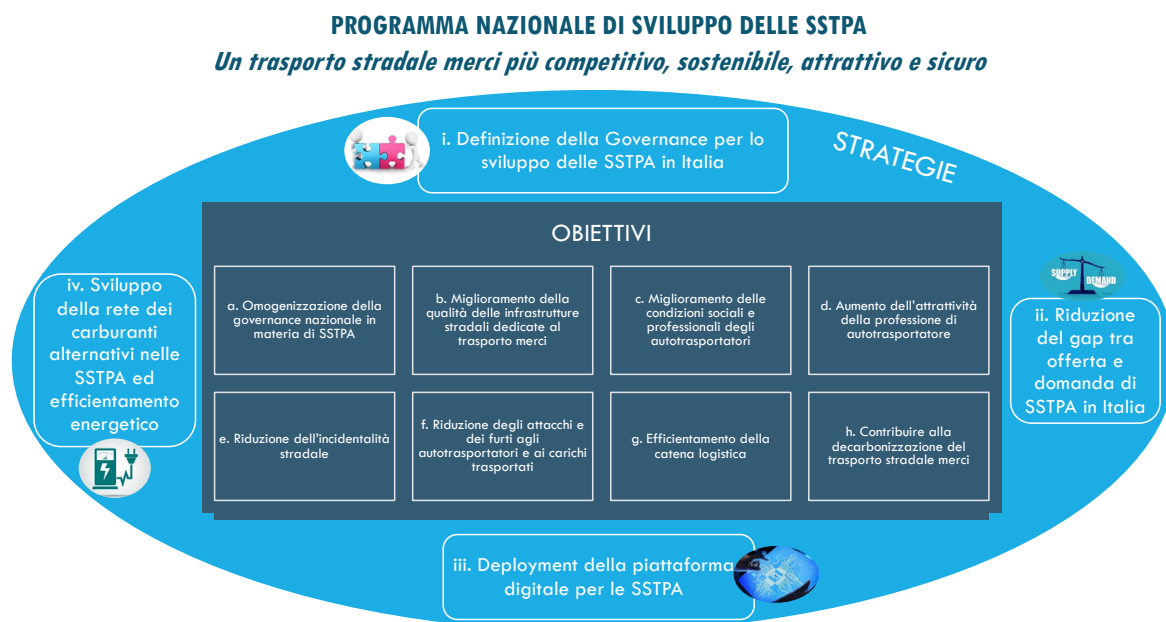 PROGRAMMA NAZIONALE DI SVILUPPO DELLE SSTPA
Un trasporto stradale merci più competitivo, sostenibile, attrattivo e sicuro
i. Definizione della Governance per lo
sviluppo delle SSTPA in Italia
STRATEGIE
OBIETTIVI
iv. Sviluppo
della rete dei
carburanti
alternativi nelle
SSTPA ed
efficientamento
energetico
a. Omogenizzazione della
governance nazionale in
materia di SSTPA
b. Miglioramento della
qualità delle infrastrutture
stradali dedicate al
trasporto merci
c. Miglioramento delle
condizioni sociali e
professionali degli
autotrasportatori
d. Aumento dell'attrattività
della professione di
autotrasportatore
SUPPLY
DEMAND
ii. Riduzione
del gap tra
offerta e
domanda di
SSTPA in Italia
e. Riduzione dell'incidentalità
stradale
f. Riduzione degli attacchi e
dei furti agli
autotrasportatori e ai carichi
trasportati
g. Efficientamento della
catena logistica
h. Contribuire alla
decarbonizzazione del
trasporto stradale merci
iii. Deployment della piattaforma
digitale per le SSTPA